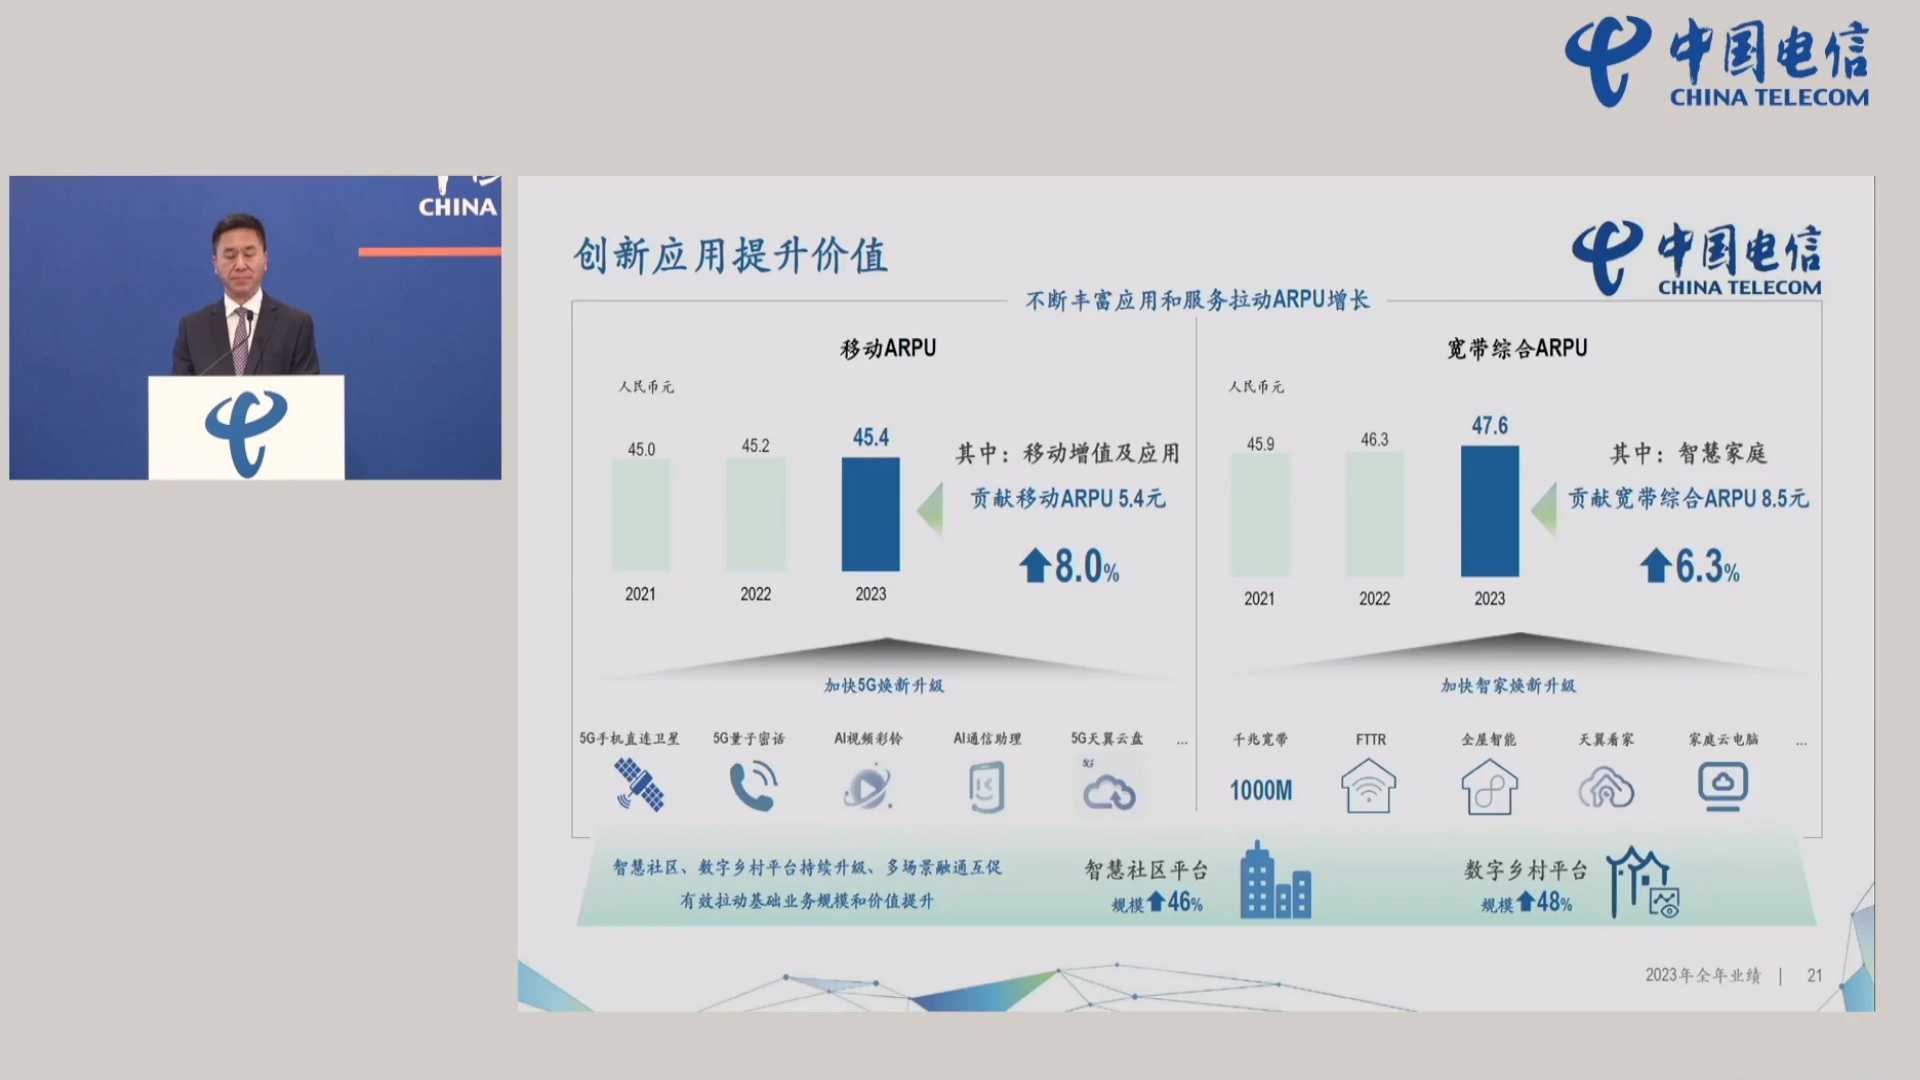 中国电信
CHINA TELECOM
CHINA
创新应用提升价值
中国电信
CHINA TELECOM
不断丰富应用和服务拉动ARPU增长
移动ARPU
人民币元
45.0
45.2
45.4
2021
2022
2023
其中：移动增值及应用
贡献移动ARPU 5.4元
8.0%
加快5G焕新升级
5G手机直连卫星
5G量子密话
AI视频彩铃
AI通信助理
5G天翼云盘
...
5G
宽带综合ARPU
人民币元
45.9
46.3
47.6
2021
2022
2023
其中：智慧家庭
贡献宽带综合ARPU 8.5元
6.3%
加快智家焕新升级
千兆宽带
FTTR
全屋智能
天翼看家
家庭云电脑
...
1000M
智慧社区、数字乡村平台持续升级、多场景融通互促
有效拉动基础业务规模和价值提升
智慧社区平台
规模46%
数字乡村平台
规模48%
2023年全年业绩 | 21